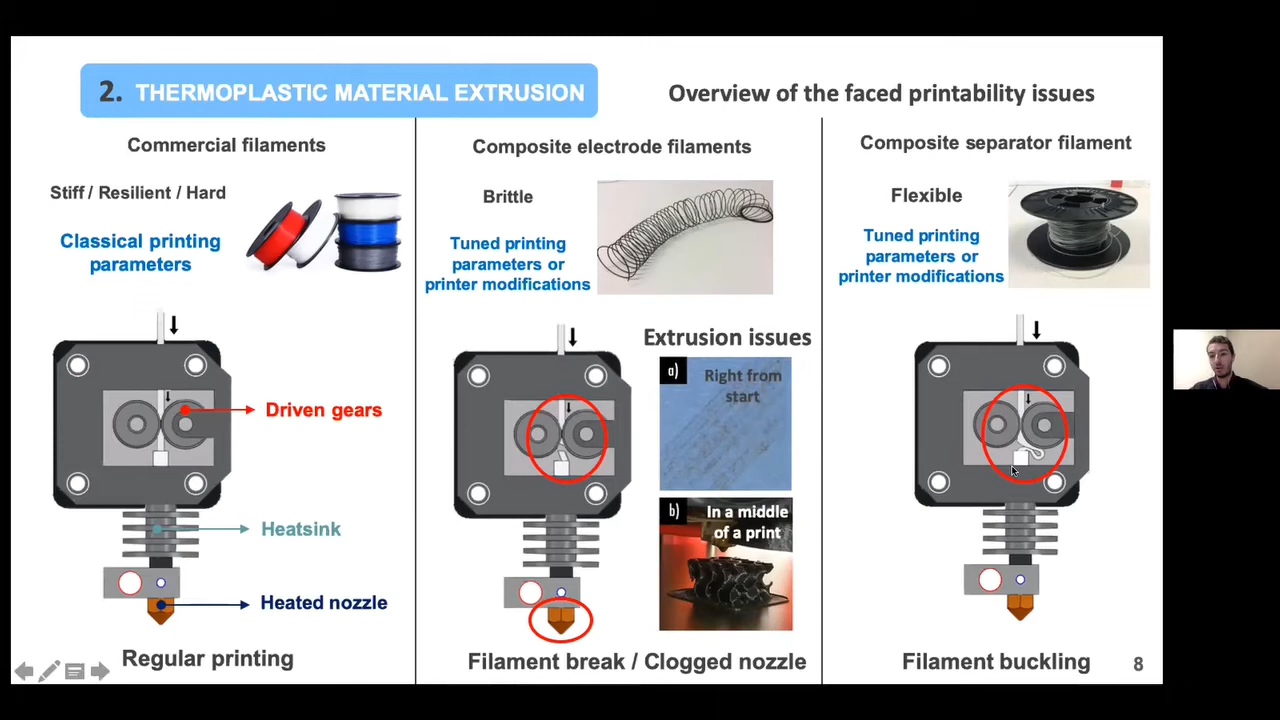 2. THERMOPLASTIC MATERIAL EXTRUSION
Overview of the faced printability issues
Commercial filaments
Stiff / Resilient / Hard
Classical printing
parameters
Driven gears
Heatsink
Heated nozzle
Regular printing
Composite electrode filaments
Brittle
Tuned printing
parameters or
printer modifications
Extrusion issues
a)
Right from
start
b)
In a middle
of a print
Filament break / Clogged nozzle
Composite separator filament
Flexible
Tuned printing
parameters or
printer modifications
Filament buckling
8